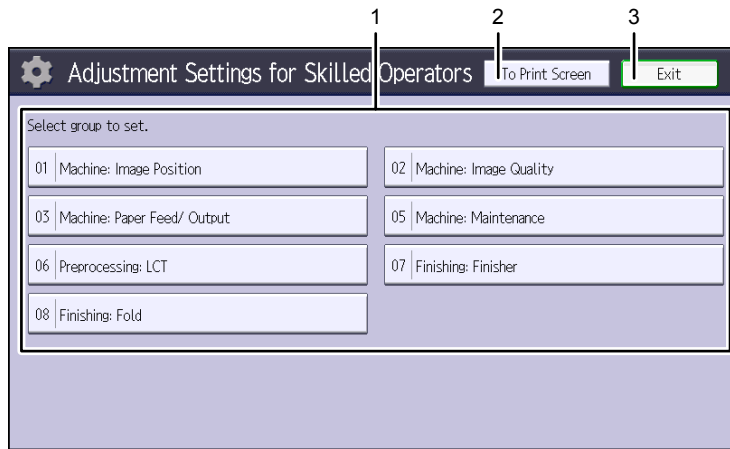 1 2 3
Adjustment Settings for Skilled Operators To Print Screen Exit
Select group to set.
01 Machine: Image Position 02 Machine: Image Quality
03 Machine: Paper Feed/ Output 05 Machine: Maintenance
06 Preprocessing: LCT 07 Finishing: Finisher
08 Finishing: Fold